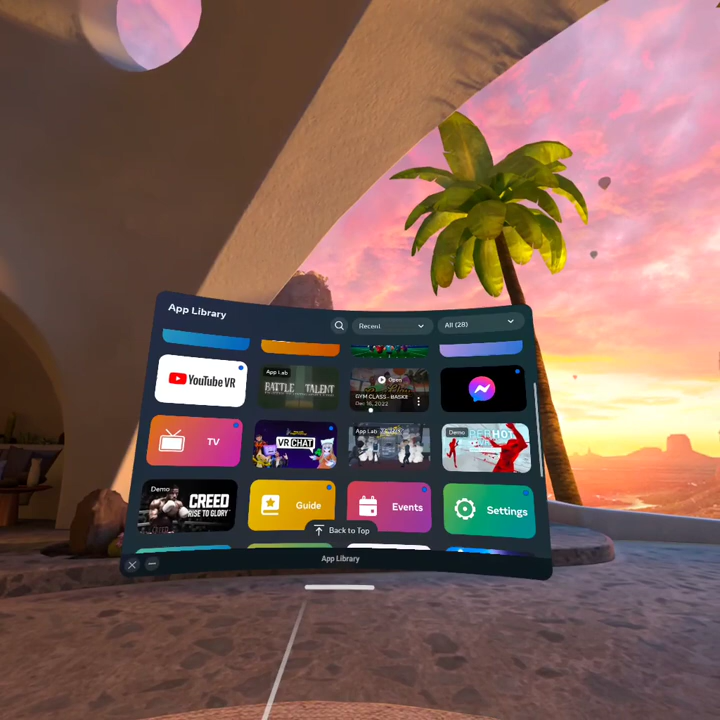 App Library
Recent
All (28)
YouTube VR
App Lab
BATTLE TALENT
Open
GYM CLASS - BASKE
Dec 16, 2022
TV
VRCHAT
App Lab
Demo
SUPERHOT
Demo
CREED
RISE TO GLORY
Guide
Events
Settings
Back to Top
App Library